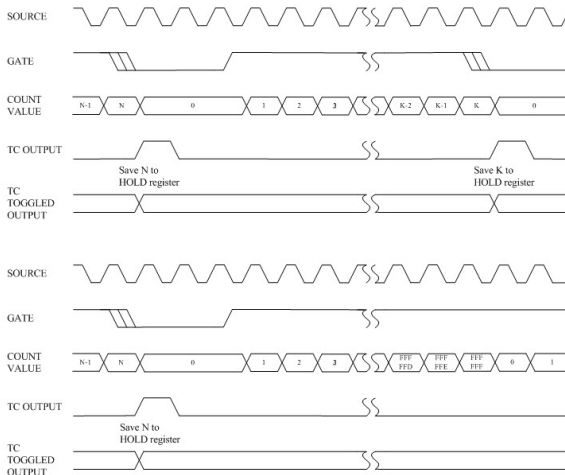 SOURCE
GATE
COUNT VALUE N-1 N 0 1 2 3 K-2 K-1 K 0
TC OUTPUT
Save N to HOLD register
Save K to HOLD register
TC TOGGLED OUTPUT
SOURCE
GATE
COUNT VALUE N-1 N 0 1 2 3 FFF FFD FFF FFE FFF FFF 0 1
TC OUTPUT
Save N to HOLD register
TC TOGGLED OUTPUT